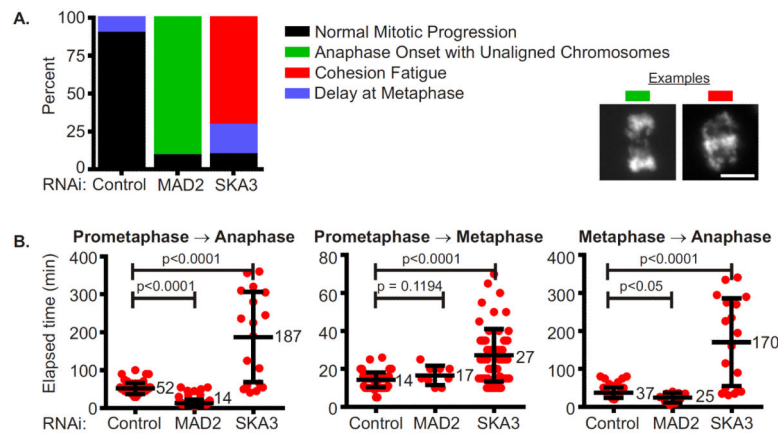 A.
100
75
50
25
0
Percent
RNAi: Control MAD2 SKA3
Normal Mitotic Progression
Anaphase Onset with Unaligned Chromosomes
Cohesion Fatigue
Delay at Metaphase
Examples
B.
Prometaphase → Anaphase
Elapsed time (min)
400
300
200
100
0
p<0.0001
p<0.0001
52
14
187
RNAi: Control MAD2 SKA3
Prometaphase → Metaphase
80
60
40
20
0
p<0.0001
p = 0.1194
14
17
27
Control MAD2 SKA3
Metaphase → Anaphase
400
300
200
100
0
p<0.0001
p<0.05
37
25
170
Control MAD2 SKA3